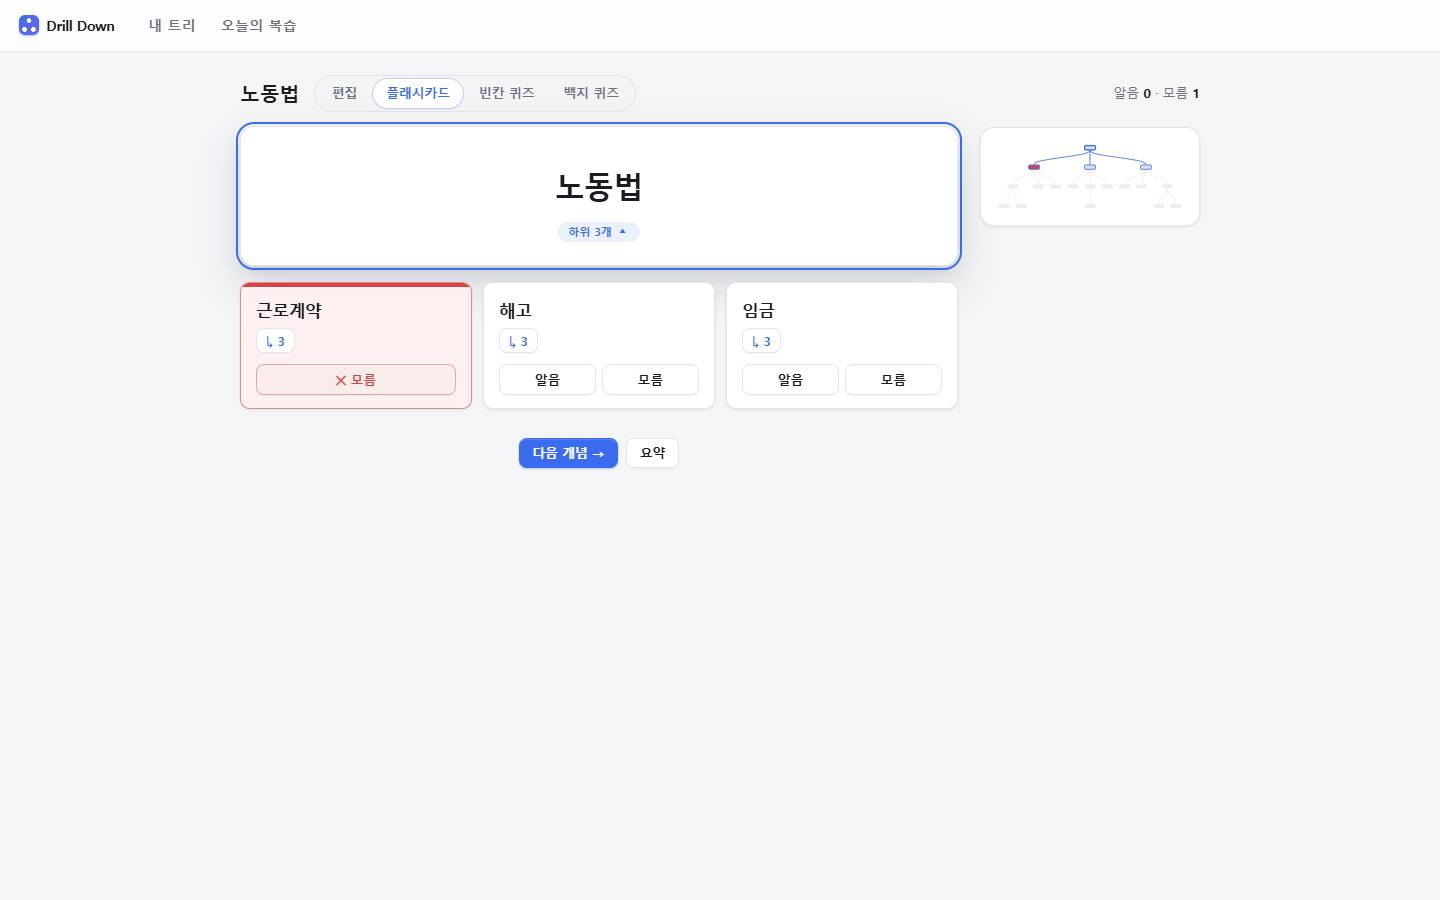 Drill Down 내 트리 오늘의 복습
노동법 편집 플래시카드 빈칸 퀴즈 백지 퀴즈 알음 0 · 모름 1
노동법
하위 3개 ▲
근로계약 해고 임금
↳ 3 ↳ 3 ↳ 3
✕ 모름 알음 모름 알음 모름
다음 개념 → 요약